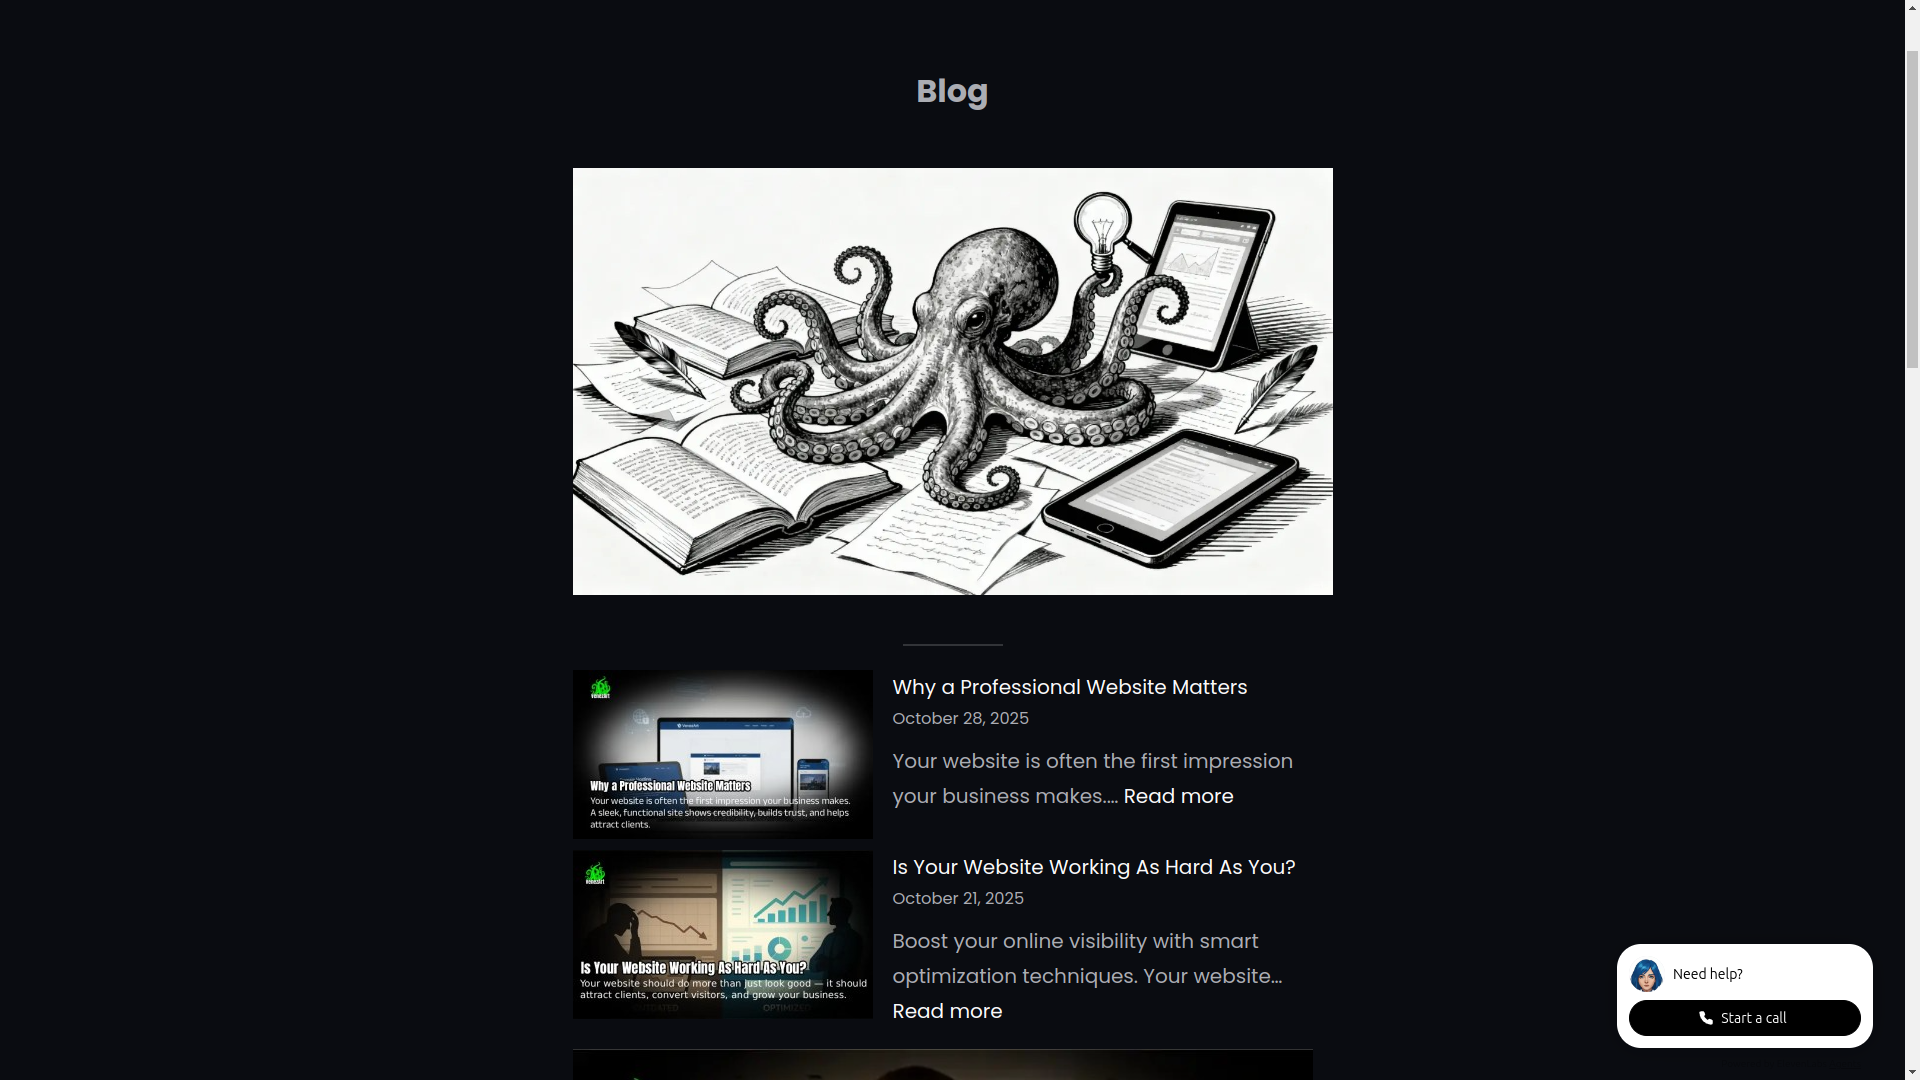 Blog
venezart
Why a Professional Website Matters
Your website is often the first impression your business makes.
A sleek, functional site shows credibility, builds trust, and helps
attract clients.
Why a Professional Website Matters
October 28, 2025
Your website is often the first impression
your business makes.... Read more
venezart
Is Your Website Working As Hard As You?
Your website should do more than just look good — it should
attract clients, convert visitors, and grow your business.
OPTIMIZED
Is Your Website Working As Hard As You?
October 21, 2025
Boost your online visibility with smart
optimization techniques. Your website...
Read more
Need help?
Start a call